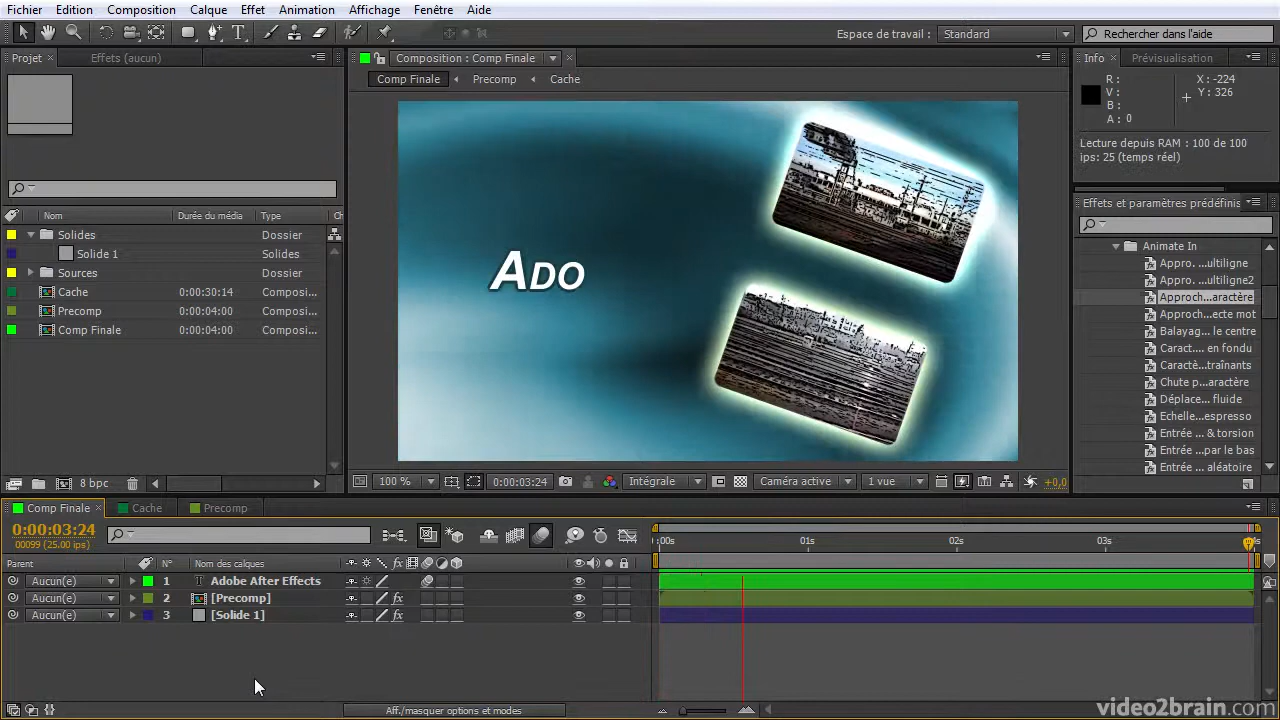 Fichier Edition Composition Calque Effet Animation Affichage Fenêtre Aide
Espace de travail : Standard Rechercher dans l'aide
Projet Effets (aucun)
Composition : Comp Finale
Info Prévisualisation
Comp Finale Precomp Cache
R :
V :
B :
A : 0
X : -224
Y : 326
Lecture depuis RAM : 100 de 100
ips: 25 (temps réel)
Effets et paramètres prédéfinis
Nom Durée du média Type Ch
Solides Dossier
Solide 1 Solides
Sources Dossier
Cache 0:00:30:14 Composi...
Precomp 0:00:04:00 Composi...
Comp Finale 0:00:04:00 Composi...
ADO
Animate In
Appro. ...ultiligne
Appro. ...ultiligne2
Approch...aractère
Approch...ecte mot
Balayag... le centre
Caract.... en fondu
Caractè...traînants
Chute p...aractère
Déplace... fluide
Echelle...espresso
Entrée ... & torsion
Entrée ...par le bas
Entrée ... aléatoire
8 bpc
100 % 0:00:03:24 Intégrale Caméra active 1 vue +0,0
Comp Finale Cache Precomp
0:00:03:24
00099 (25.00 ips)
:00s 01s 02s 03s 4s
Parent N° Nom des calques
Aucun(e) 1 T Adobe After Effects
Aucun(e) 2 [Precomp] fx
Aucun(e) 3 [Solide 1] fx
Aff./masquer options et modes
video2brain.com